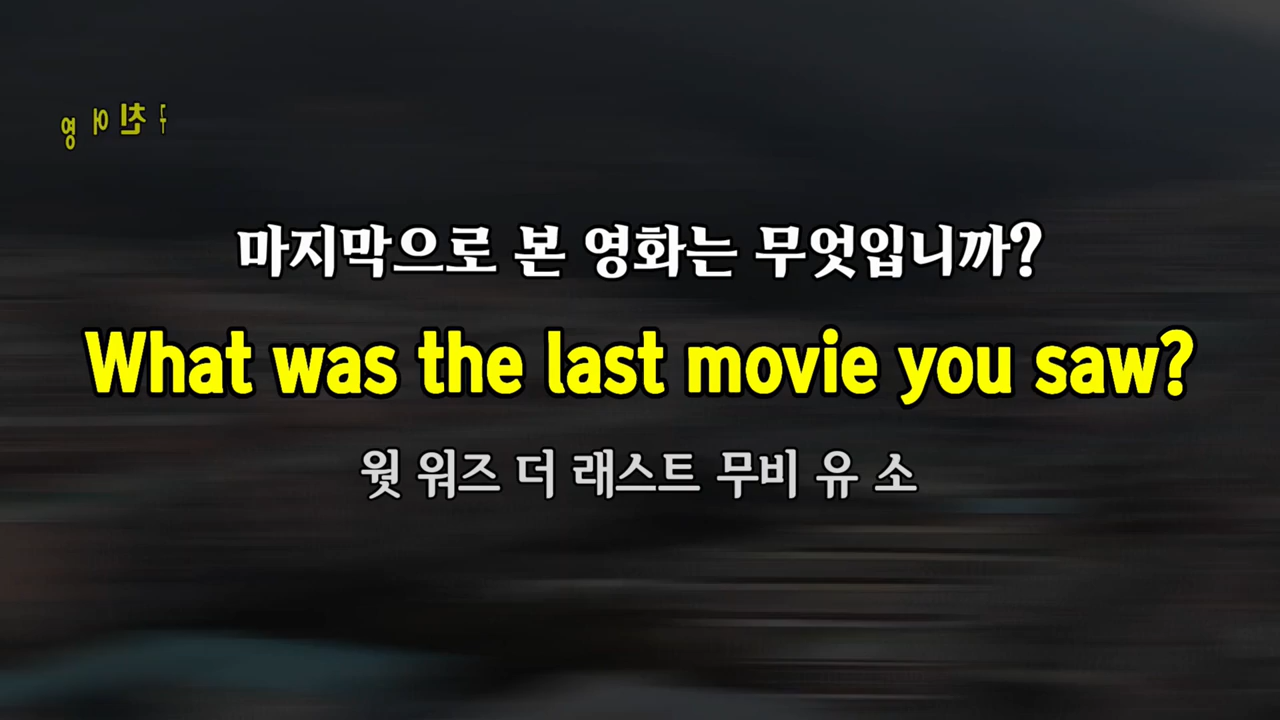 마지막으로 본 영화는 무엇입니까?
What was the last movie you saw?
웟 워즈 더 래스트 무비 유 소